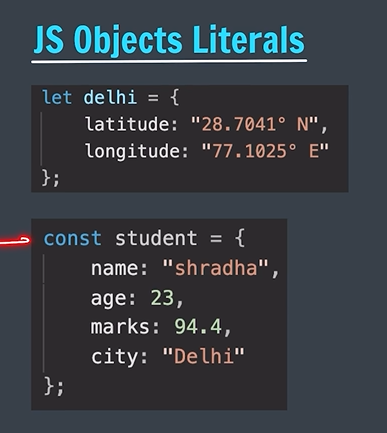 JS Objects Literals
let delhi = {
    latitude: "28.7041° N",
    longitude: "77.1025° E"
};
const student = {
    name: "shradha",
    age: 23,
    marks: 94.4,
    city: "Delhi"
};